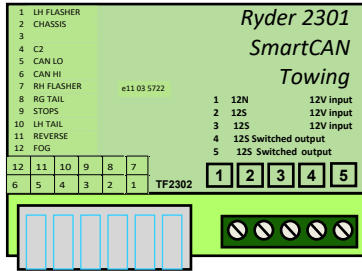 1 LH FLASHER
2 CHASSIS
3
4 C2
5 CAN LO
6 CAN HI
7 RH FLASHER
8 RG TAIL
9 STOPS
10 LH TAIL
11 REVERSE
12 FOG
e11 03 5722
Ryder 2301
SmartCAN
Towing
1 12N 12V input
2 12S 12V input
3 12S 12V input
4 12S Switched output
5 12S Switched output
12 11 10 9 8 7
6 5 4 3 2 1 TF2302
1 2 3 4 5